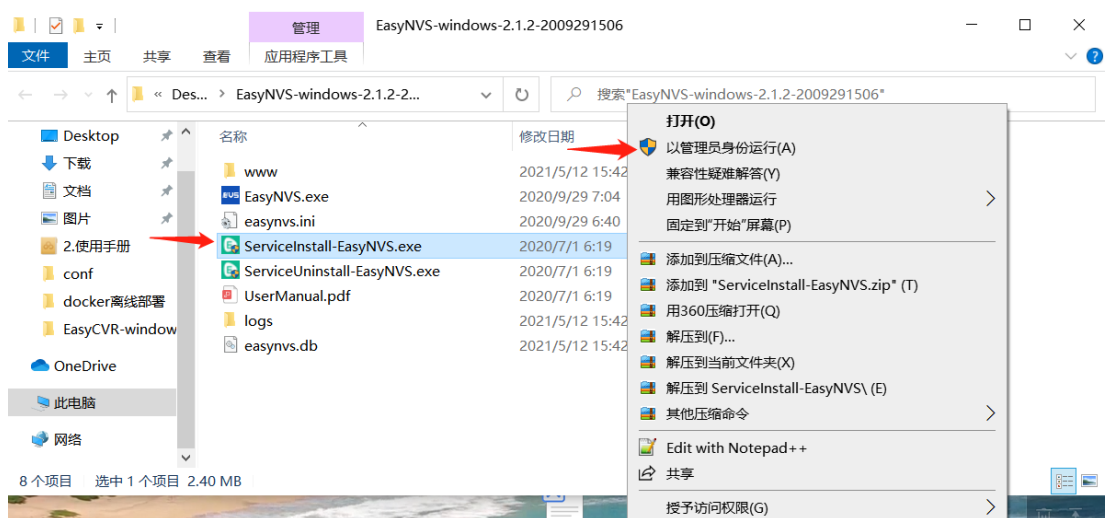 管理
EasyNVS-windows-2.1.2-2009291506
文件
主页
共享
查看
应用程序工具
« Des... › EasyNVS-windows-2.1.2-2...
搜索"EasyNVS-windows-2.1.2-2009291506"
Desktop
下载
文档
图片
2.使用手册
conf
docker离线部署
EasyCVR-window
OneDrive
此电脑
网络
名称
修改日期
www
2021/5/12 15:42
EasyNVS.exe
2020/9/29 7:04
easynvs.ini
2020/9/29 6:40
ServiceInstall-EasyNVS.exe
2020/7/1 6:19
ServiceUninstall-EasyNVS.exe
2020/7/1 6:19
UserManual.pdf
2020/7/1 6:19
logs
2021/5/12 15:42
easynvs.db
2021/5/12 15:42
打开(O)
以管理员身份运行(A)
兼容性疑难解答(Y)
用图形处理器运行
固定到"开始"屏幕(P)
添加到压缩文件(A)...
添加到 "ServiceInstall-EasyNVS.zip" (T)
用360压缩打开(Q)
解压到(F)...
解压到当前文件夹(X)
解压到 ServiceInstall-EasyNVS\ (E)
其他压缩命令
Edit with Notepad++
共享
授予访问权限(G)
8 个项目
选中 1 个项目 2.40 MB